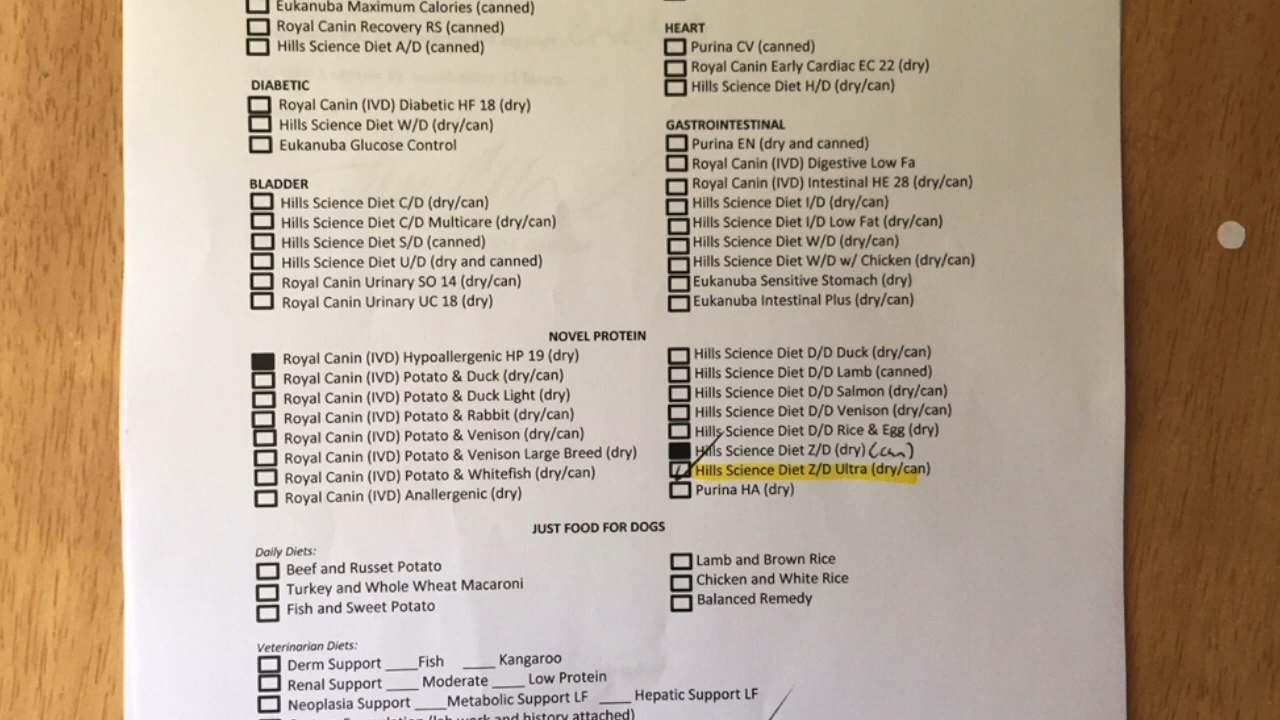 Eukanuba Maximum Calories (canned)
Royal Canin Recovery RS (canned)
Hills Science Diet A/D (canned)
DIABETIC
Royal Canin (IVD) Diabetic HF 18 (dry)
Hills Science Diet W/D (dry/can)
Eukanuba Glucose Control
BLADDER
Hills Science Diet C/D (dry/can)
Hills Science Diet C/D Multicare (dry/can)
Hills Science Diet S/D (canned)
Hills Science Diet U/D (dry and canned)
Royal Canin Urinary SO 14 (dry/can)
Royal Canin Urinary UC 18 (dry)
HEART
Purina CV (canned)
Royal Canin Early Cardiac EC 22 (dry)
Hills Science Diet H/D (dry/can)
GASTROINTESTINAL
Purina EN (dry and canned)
Royal Canin (IVD) Digestive Low Fa
Royal Canin (IVD) Intestinal HE 28 (dry/can)
Hills Science Diet I/D (dry/can)
Hills Science Diet I/D Low Fat (dry/can)
Hills Science Diet W/D (dry/can)
Hills Science Diet W/D w/ Chicken (dry/can)
Eukanuba Sensitive Stomach (dry)
Eukanuba Intestinal Plus (dry/can)
NOVEL PROTEIN
Royal Canin (IVD) Hypoallergenic HP 19 (dry)
Royal Canin (IVD) Potato & Duck (dry/can)
Royal Canin (IVD) Potato & Duck Light (dry)
Royal Canin (IVD) Potato & Rabbit (dry/can)
Royal Canin (IVD) Potato & Venison (dry/can)
Royal Canin (IVD) Potato & Venison Large Breed (dry)
Royal Canin (IVD) Potato & Whitefish (dry/can)
Royal Canin (IVD) Anallergenic (dry)
Hills Science Diet D/D Duck (dry/can)
Hills Science Diet D/D Lamb (canned)
Hills Science Diet D/D Salmon (dry/can)
Hills Science Diet D/D Venison (dry/can)
Hills Science Diet D/D Rice & Egg (dry)
Hills Science Diet Z/D (dry) (can)
Hills Science Diet Z/D Ultra (dry/can)
Purina HA (dry)
JUST FOOD FOR DOGS
Daily Diets:
Beef and Russet Potato
Turkey and Whole Wheat Macaroni
Fish and Sweet Potato
Lamb and Brown Rice
Chicken and White Rice
Balanced Remedy
Veterinarian Diets:
Derm Support ____Fish ____ Kangaroo
Renal Support ____ Moderate ____ Low Protein
Neoplasia Support ____Metabolic Support LF ____ Hepatic Support LF
(lab work and history attached)